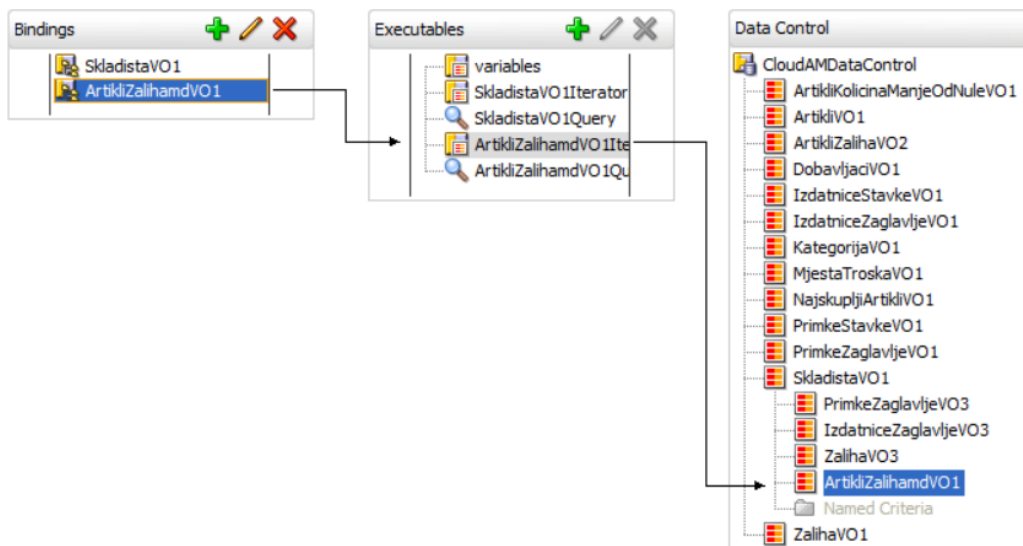 Bindings
SkladistaVO1
ArtikliZalihamdVO1
Executables
variables
SkladistaVO1Iterator
SkladistaVO1Query
ArtikliZalihamdVO1Ite
ArtikliZalihamdVO1Qu
Data Control
CloudAMDataControl
ArtikliKolicinaManjeOdNuleVO1
ArtikliVO1
ArtikliZalihaVO2
DobavljaciVO1
IzdatniceStavkeVO1
IzdatniceZaglavljeVO1
KategorijaVO1
MjestaTroskaVO1
NajskupljiArtikliVO1
PrimkeStavkeVO1
PrimkeZaglavljeVO1
SkladistaVO1
PrimkeZaglavljeVO3
IzdatniceZaglavljeVO3
ZalihaVO3
ArtikliZalihamdVO1
Named Criteria
ZalihaVO1